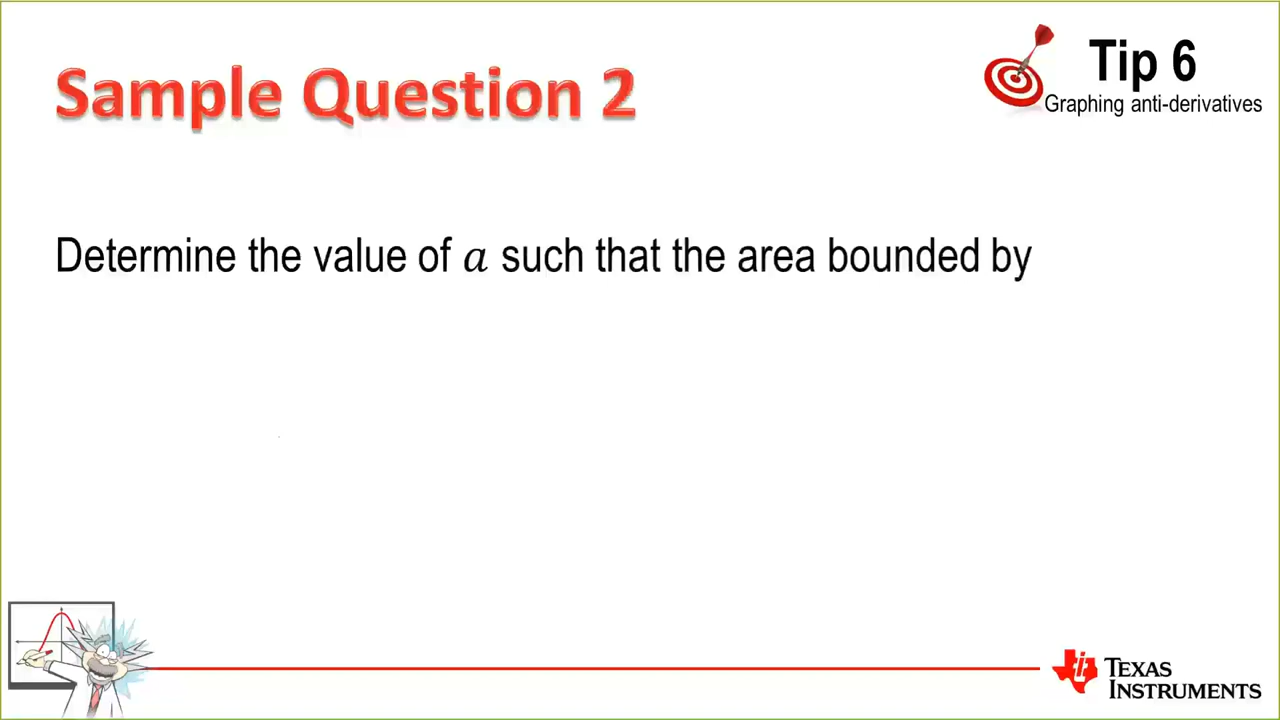 Sample Question 2
Tip 6
Graphing anti-derivatives
Determine the value of 𝑎 such that the area bounded by
TEXAS
INSTRUMENTS